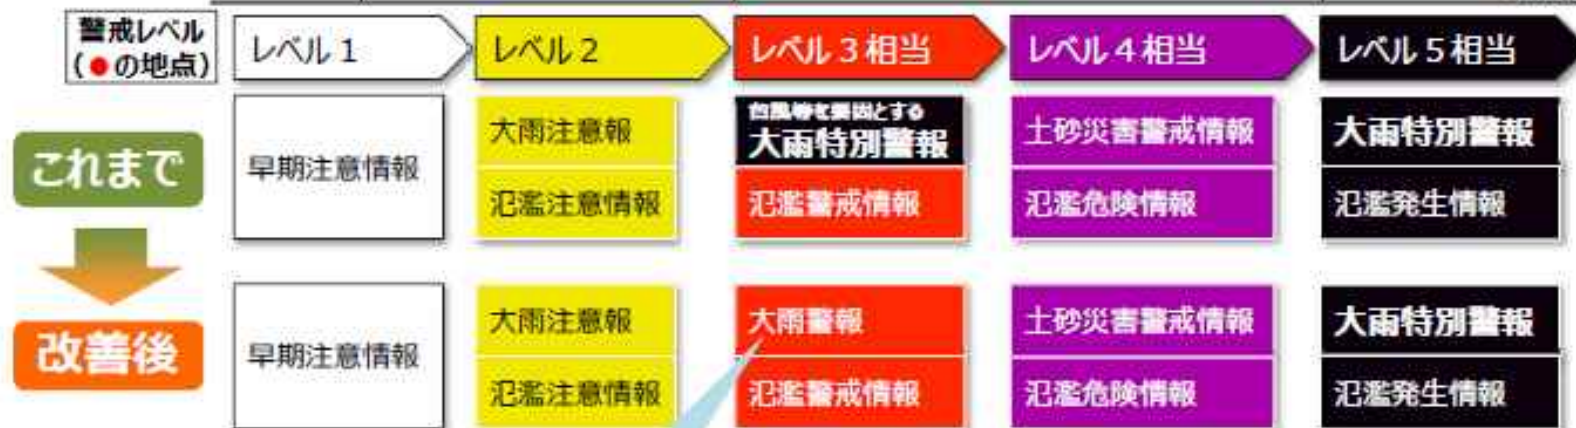 警戒レベル
(●の地点)
レベル１
レベル２
レベル３相当
レベル４相当
レベル５相当
これまで
早期注意情報
大雨注意報
氾濫注意情報
台風等を要因とする
大雨特別警報
氾濫警戒情報
土砂災害警戒情報
氾濫危険情報
大雨特別警報
氾濫発生情報
改善後
早期注意情報
大雨注意報
氾濫注意情報
大雨警報
氾濫警戒情報
土砂災害警戒情報
氾濫危険情報
大雨特別警報
氾濫発生情報